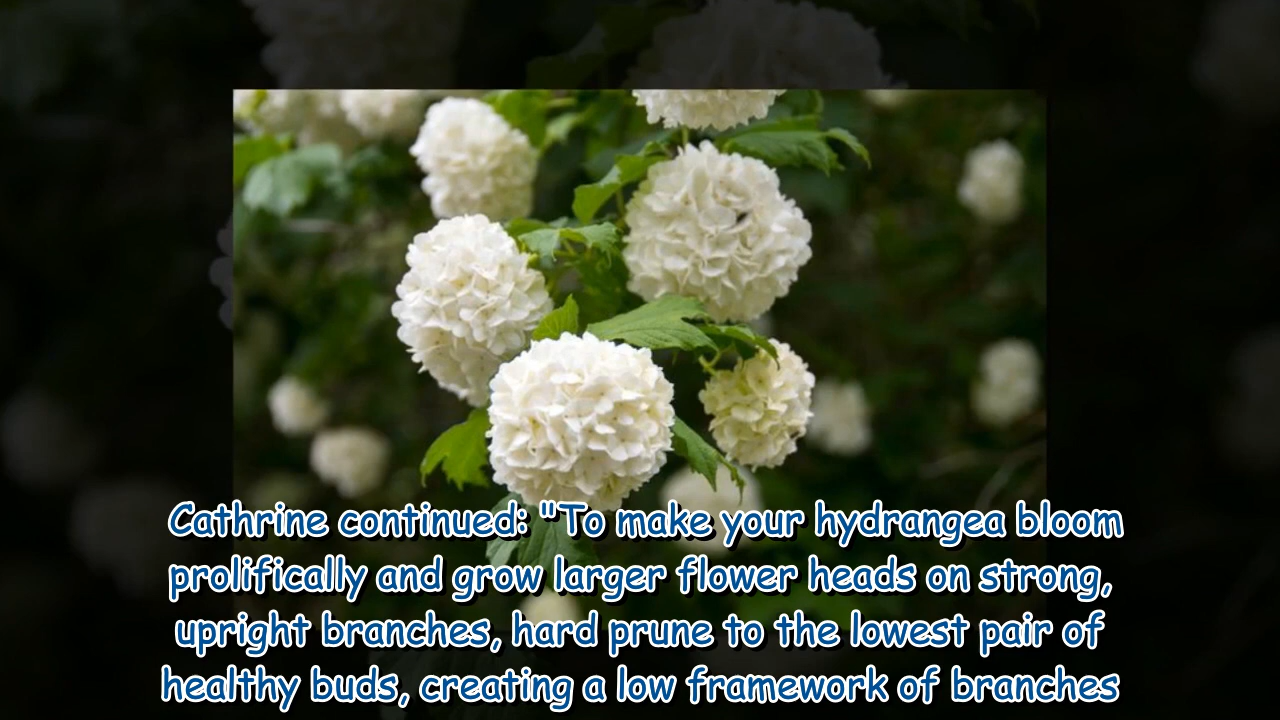 Cathrine continued: "To make your hydrangea bloom
prolifically and grow larger flower heads on strong,
upright branches, hard prune to the lowest pair of
healthy buds, creating a low framework of branches